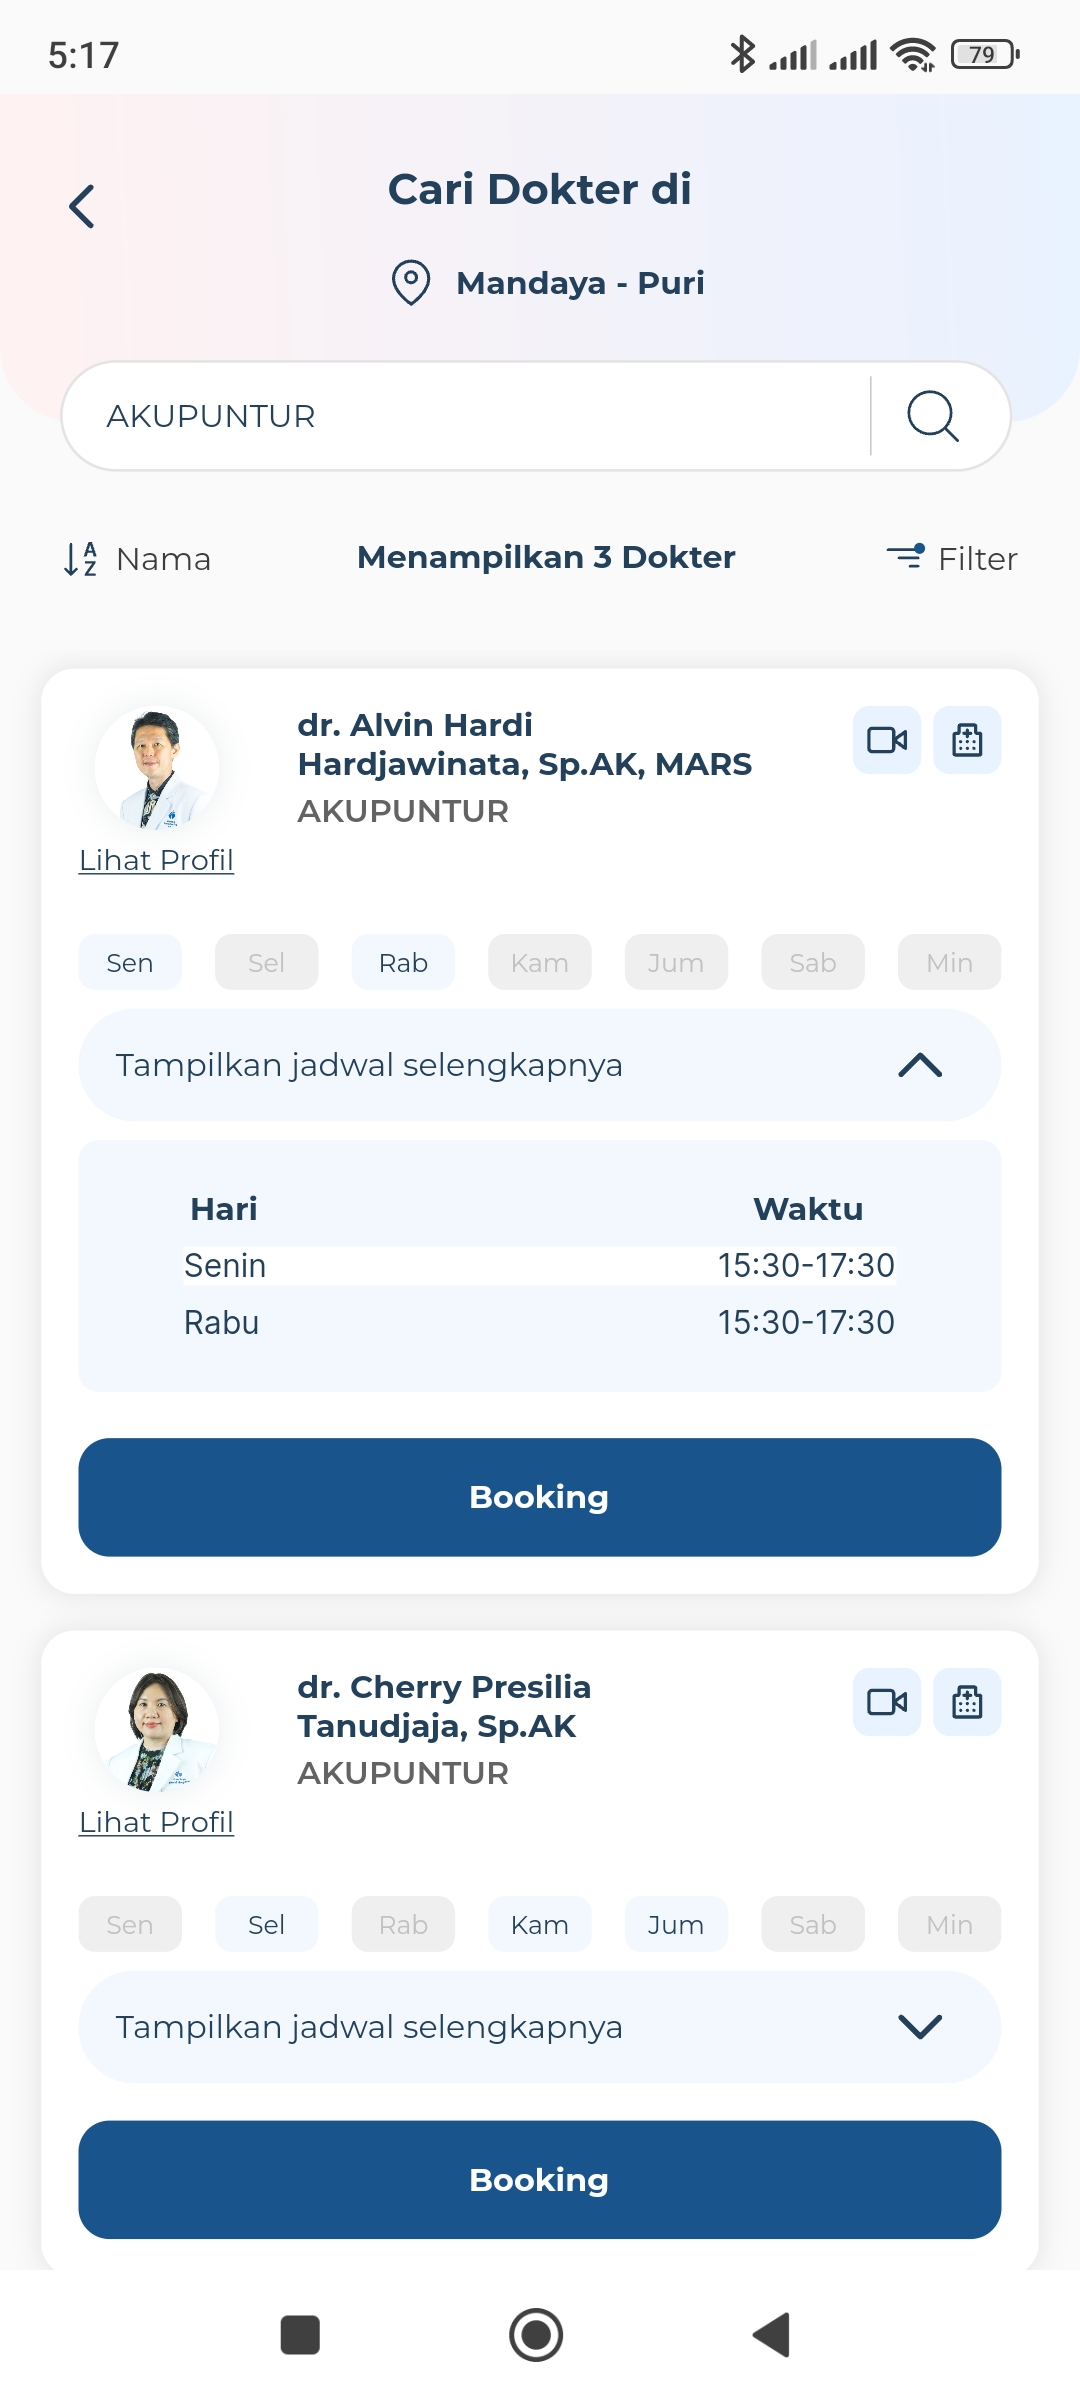 5:17
79
Cari Dokter di
Mandaya - Puri
AKUPUNTUR
Nama
Menampilkan 3 Dokter
Filter
dr. Alvin Hardi
Hardjawinata, Sp.AK, MARS
AKUPUNTUR
Lihat Profil
Sen Sel Rab Kam Jum Sab Min
Tampilkan jadwal selengkapnya
Hari Waktu
Senin 15:30-17:30
Rabu 15:30-17:30
Booking
dr. Cherry Presilia
Tanudjaja, Sp.AK
AKUPUNTUR
Lihat Profil
Sen Sel Rab Kam Jum Sab Min
Tampilkan jadwal selengkapnya
Booking